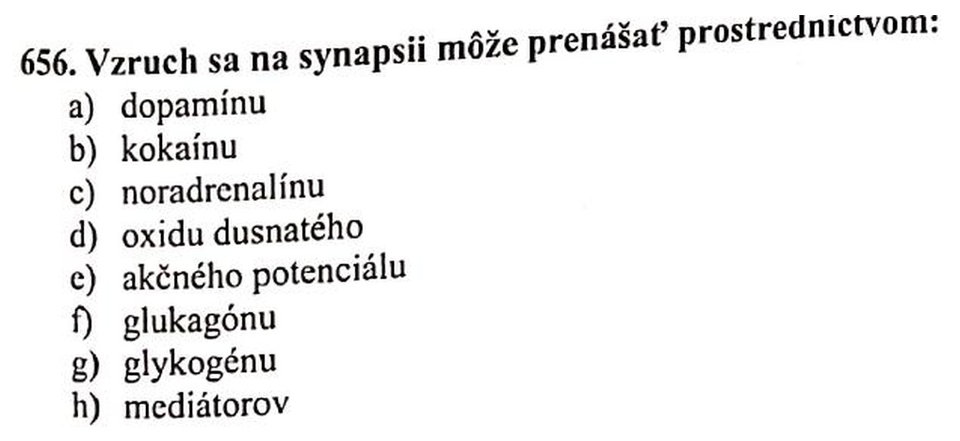 656. Vzruch sa na synapsii môže prenášať prostredníctvom:
a) dopamínu
b) kokaínu
c) noradrenalínu
d) oxidu dusnatého
e) akčného potenciálu
f) glukagónu
g) glykogénu
h) mediátorov